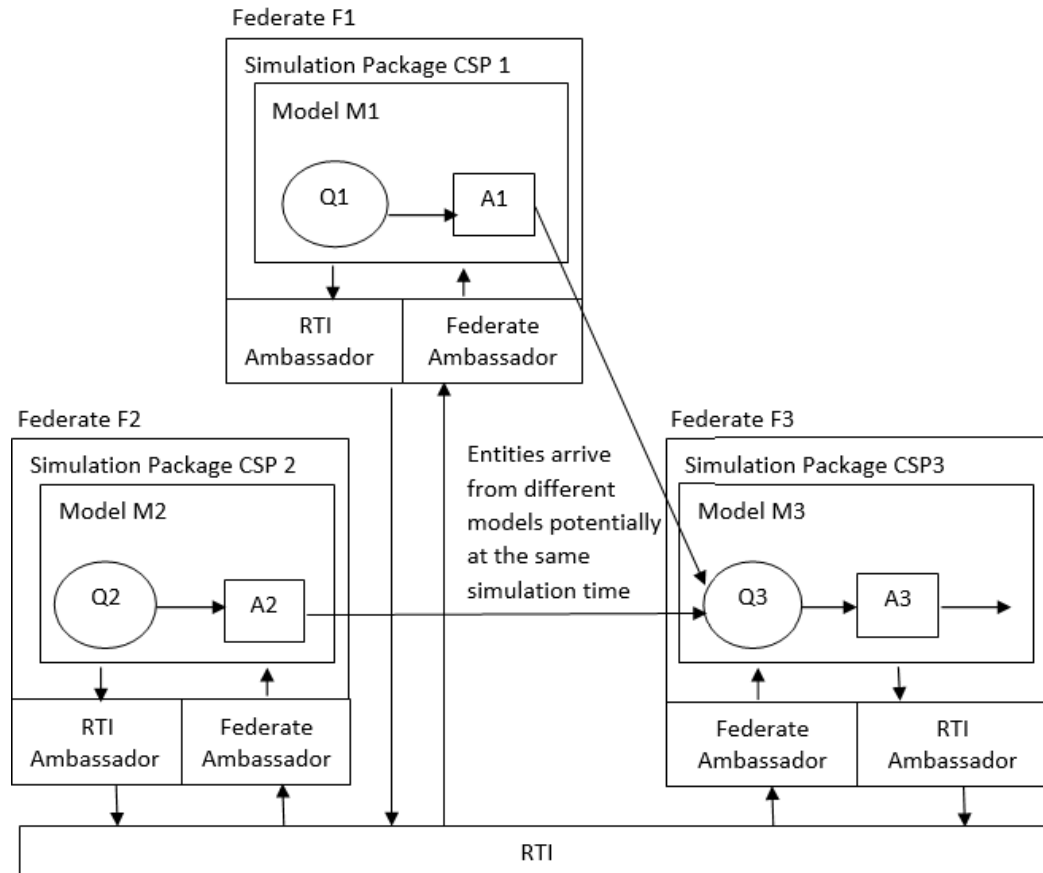 Federate F1
Simulation Package CSP 1
Model M1
Q1
A1
RTI
Ambassador
Federate
Ambassador
Federate F2
Simulation Package CSP 2
Model M2
Q2
A2
RTI
Ambassador
Federate
Ambassador
Entities arrive
from different
models potentially
at the same
simulation time
Federate F3
Simulation Package CSP3
Model M3
Q3
A3
Federate
Ambassador
RTI
Ambassador
RTI